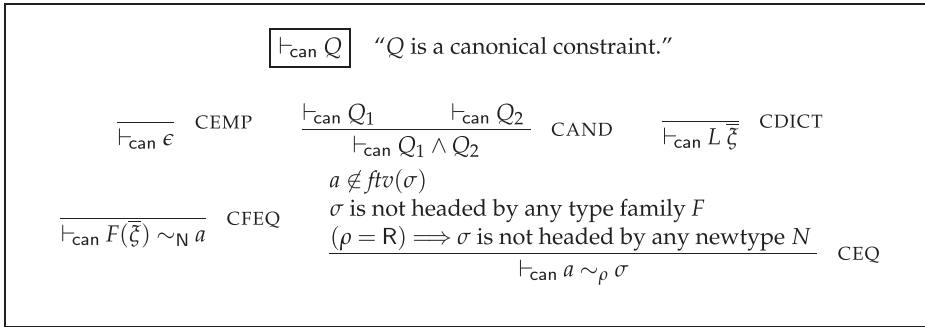 ⊢can Q “Q is a canonical constraint.”
⊢can ϵ CEMP
⊢can Q₁ ⊢can Q₂
⊢can Q₁ ∧ Q₂ CAND
⊢can L ξ̿ CDICT
⊢can F(ξ̅) ∼N a CFEQ
a ∉ ftv(σ)
σ is not headed by any type family F
(ρ = R) ⟹ σ is not headed by any newtype N
⊢can a ∼ρ σ CEQ